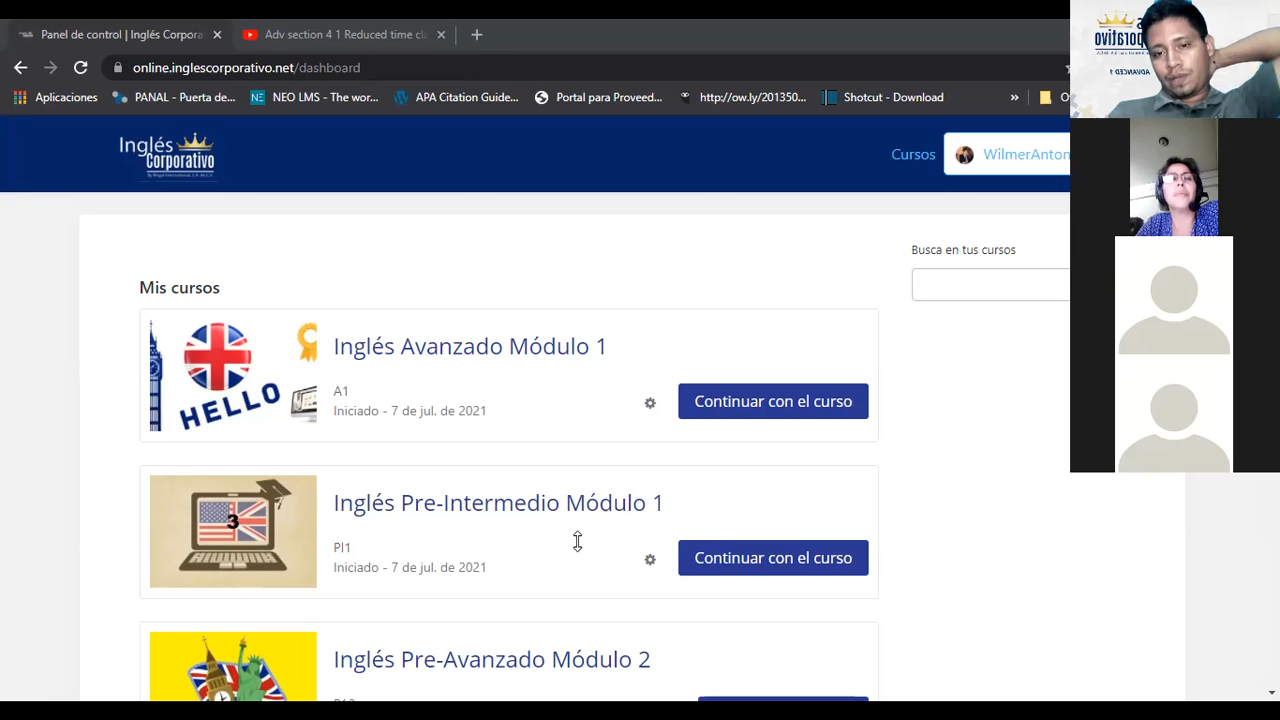 Panel de control | Inglés Corpora
Adv section 4 1 Reduced time c
online.inglescorporativo.net/dashboard
Aplicaciones
PANAL - Puerta de...
NEO LMS - The wor...
APA Citation Guide...
Portal para Proveed...
http://ow.ly/201350...
Shotcut - Download
»
Inglés
Corporativo
Cursos
WilmerAnton
Busca en tus cursos
Mis cursos
HELLO
Inglés Avanzado Módulo 1
A1
Iniciado - 7 de jul. de 2021
Continuar con el curso
3
Inglés Pre-Intermedio Módulo 1
PI1
Iniciado - 7 de jul. de 2021
Continuar con el curso
Inglés Pre-Avanzado Módulo 2
ADVANCED 1